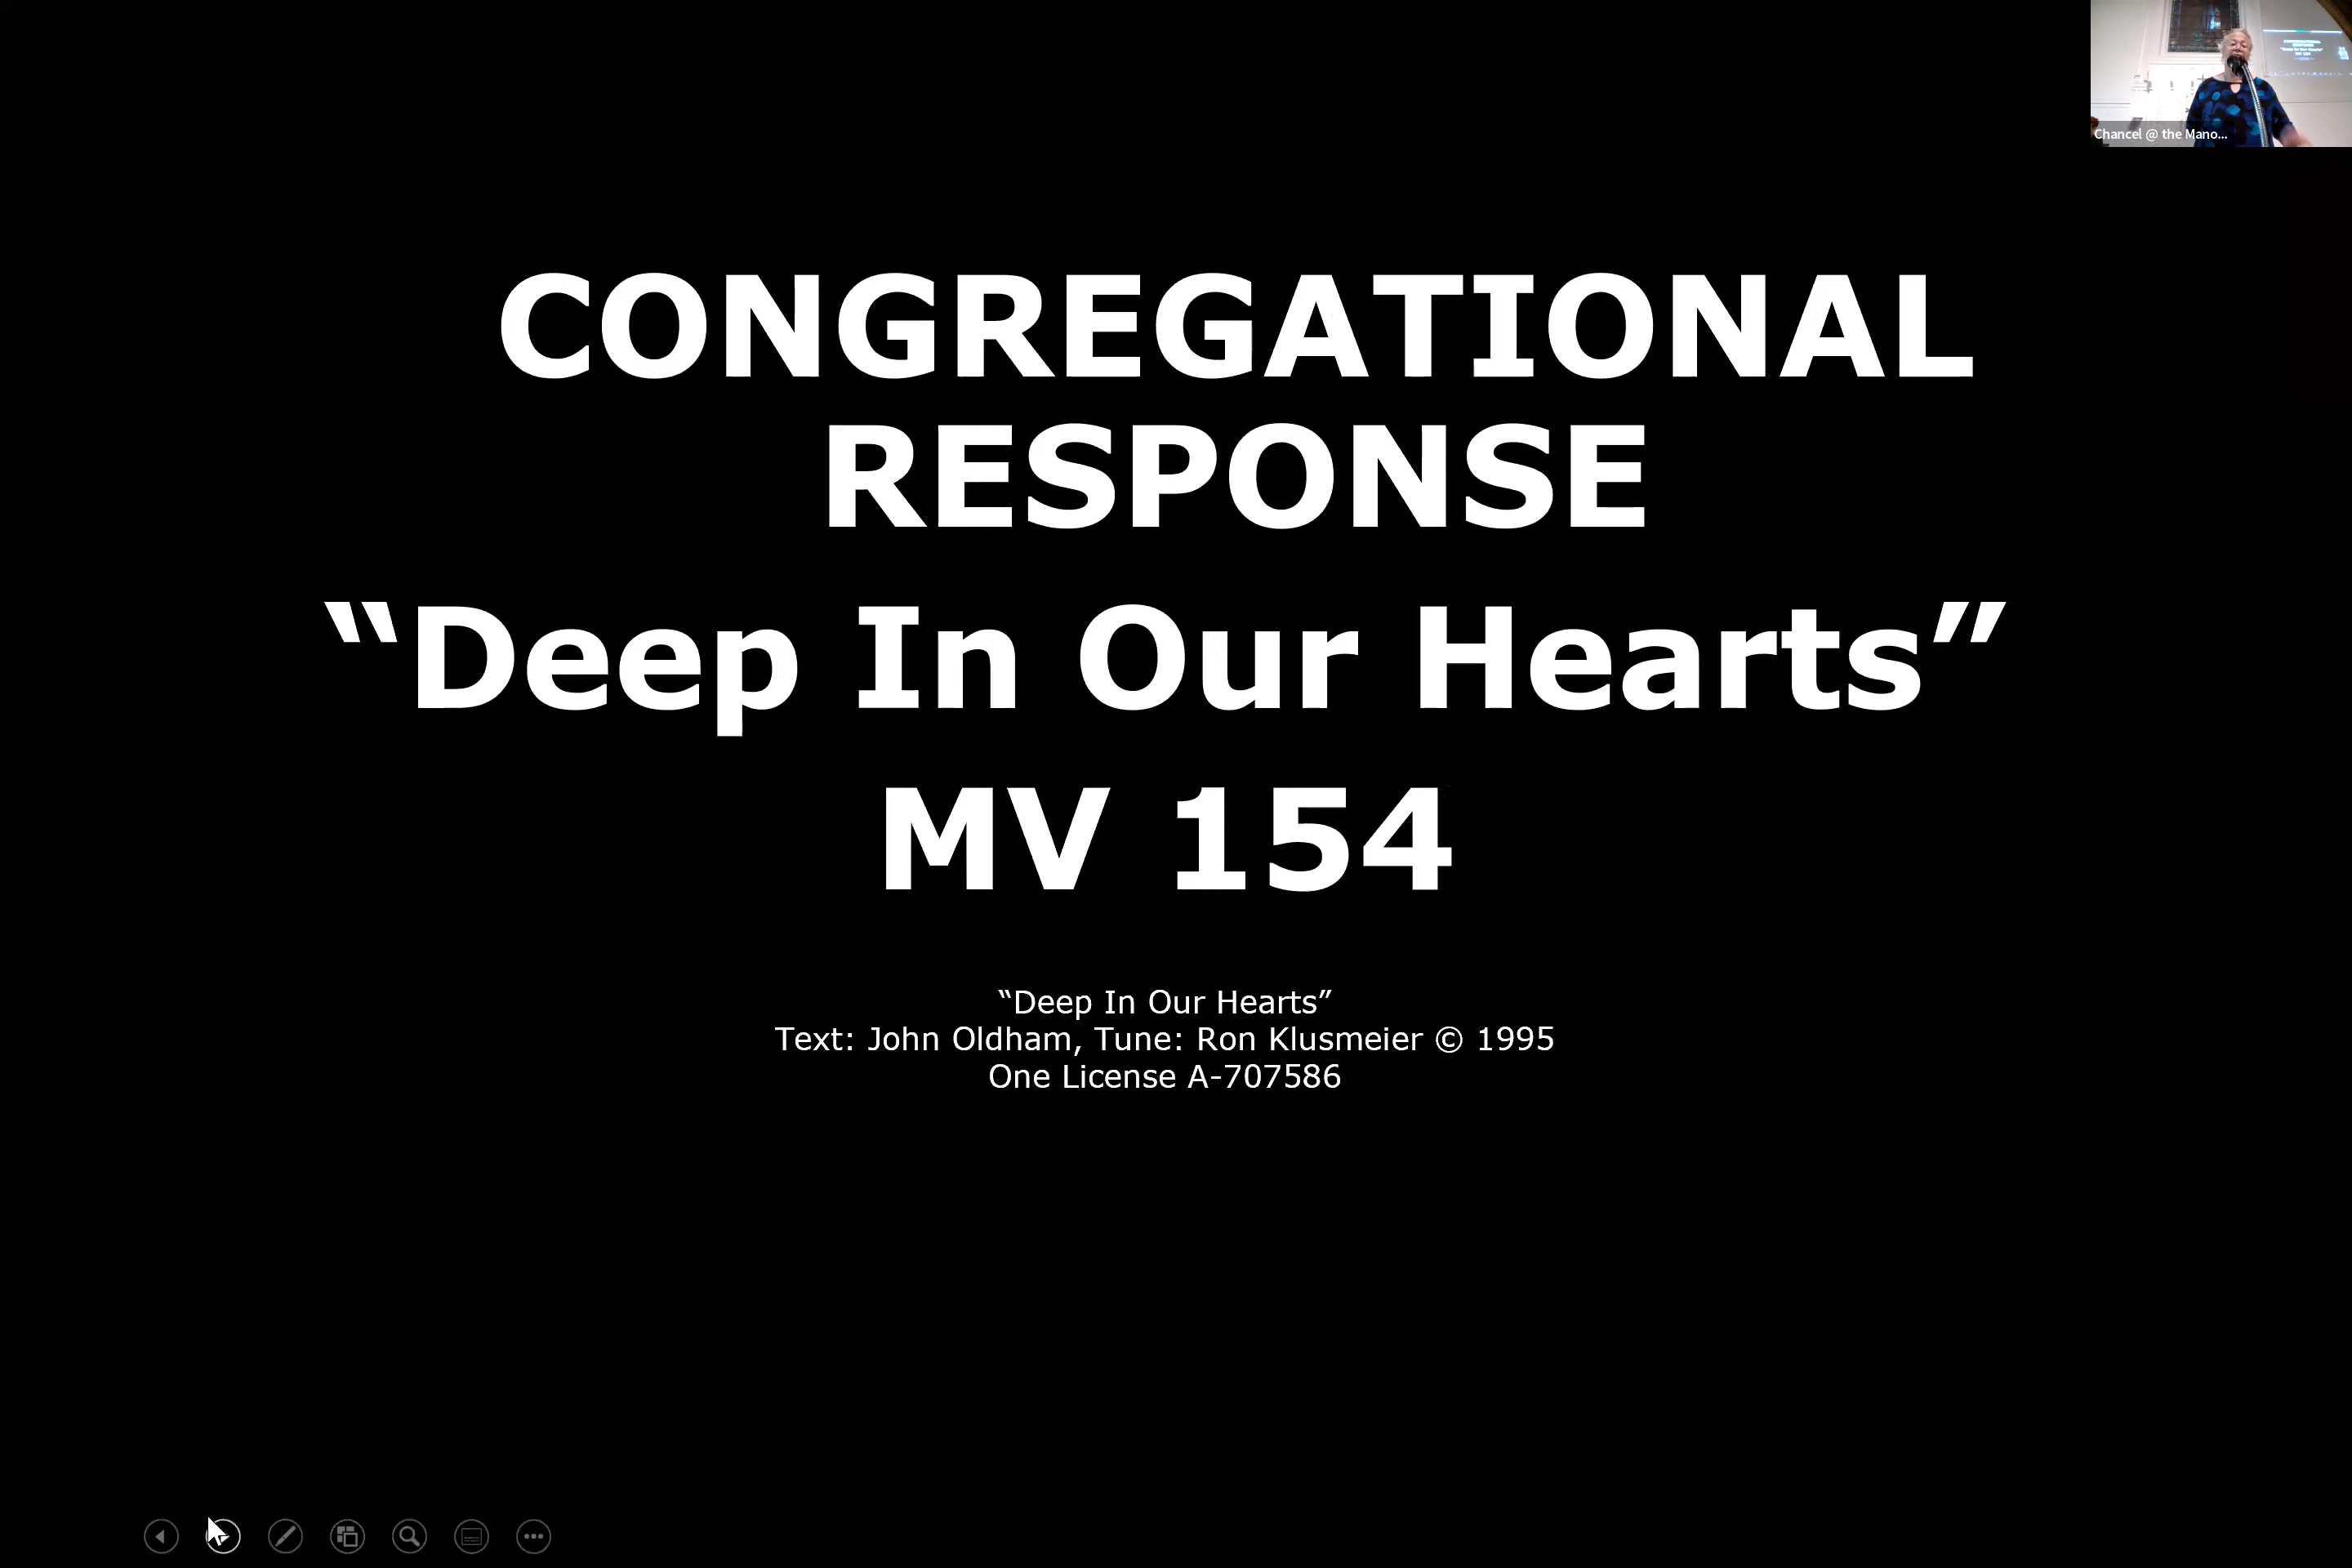 Chancel @ the Mano...
CONGREGATIONAL
RESPONSE
“Deep In Our Hearts”
MV 154
“Deep In Our Hearts”
Text: John Oldham, Tune: Ron Klusmeier © 1995
One License A-707586